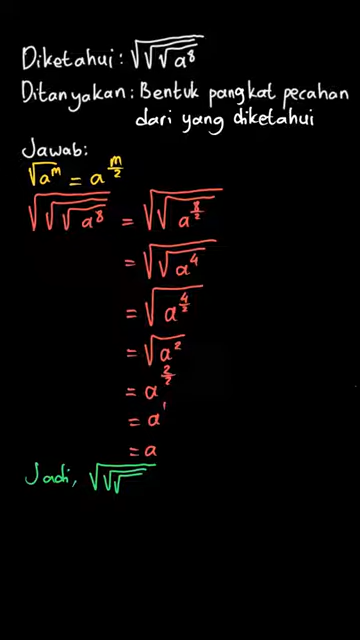 Diketahui: √√√a⁸
Ditanyakan: Bentuk pangkat pecahan
dari yang diketahui
Jawab:
√aᵐ = a^(m/2)
√√√a⁸ = √√a^(8/2)
= √√a⁴
= √a^(4/2)
= √a²
= a^(2/2)
= a¹
= a
Jadi, √√√